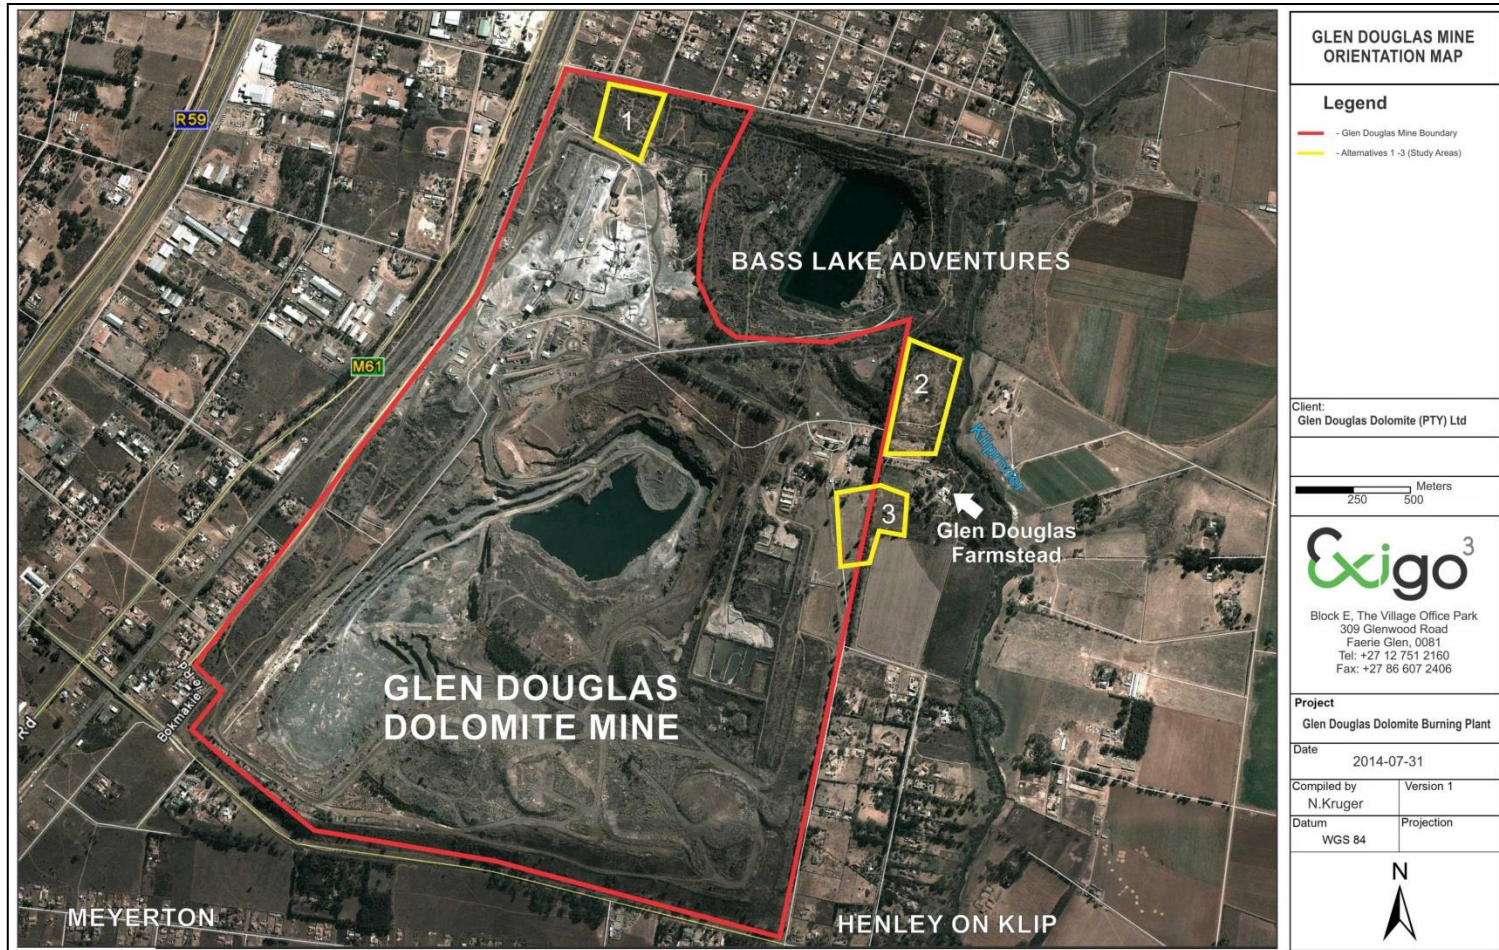 R59
1
BASS LAKE ADVENTURES
M61
2
Kliprivier
3
Glen Douglas
Farmstead
GLEN DOUGLAS
DOLOMITE MINE
Bokmakierie Rd
Rd
MEYERTON
HENLEY ON KLIP
GLEN DOUGLAS MINE
ORIENTATION MAP
Legend
- Glen Douglas Mine Boundary
- Alternatives 1 -3 (Study Areas)
Client:
Glen Douglas Dolomite (PTY) Ltd
Meters
250 500
Exigo3
Block E, The Village Office Park
309 Glenwood Road
Faerie Glen, 0081
Tel: +27 12 751 2160
Fax: +27 86 607 2406
Project
Glen Douglas Dolomite Burning Plant
Date
2014-07-31
Compiled by
N.Kruger
Version 1
Datum
WGS 84
Projection
N